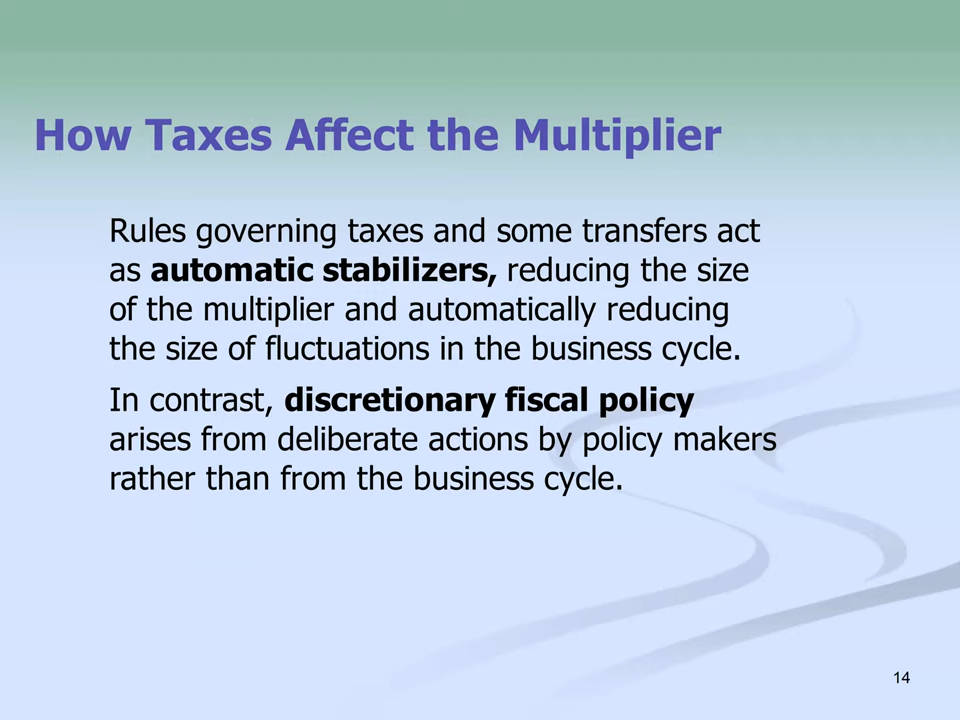 How Taxes Affect the Multiplier
Rules governing taxes and some transfers act
as automatic stabilizers, reducing the size
of the multiplier and automatically reducing
the size of fluctuations in the business cycle.
In contrast, discretionary fiscal policy
arises from deliberate actions by policy makers
rather than from the business cycle.
14